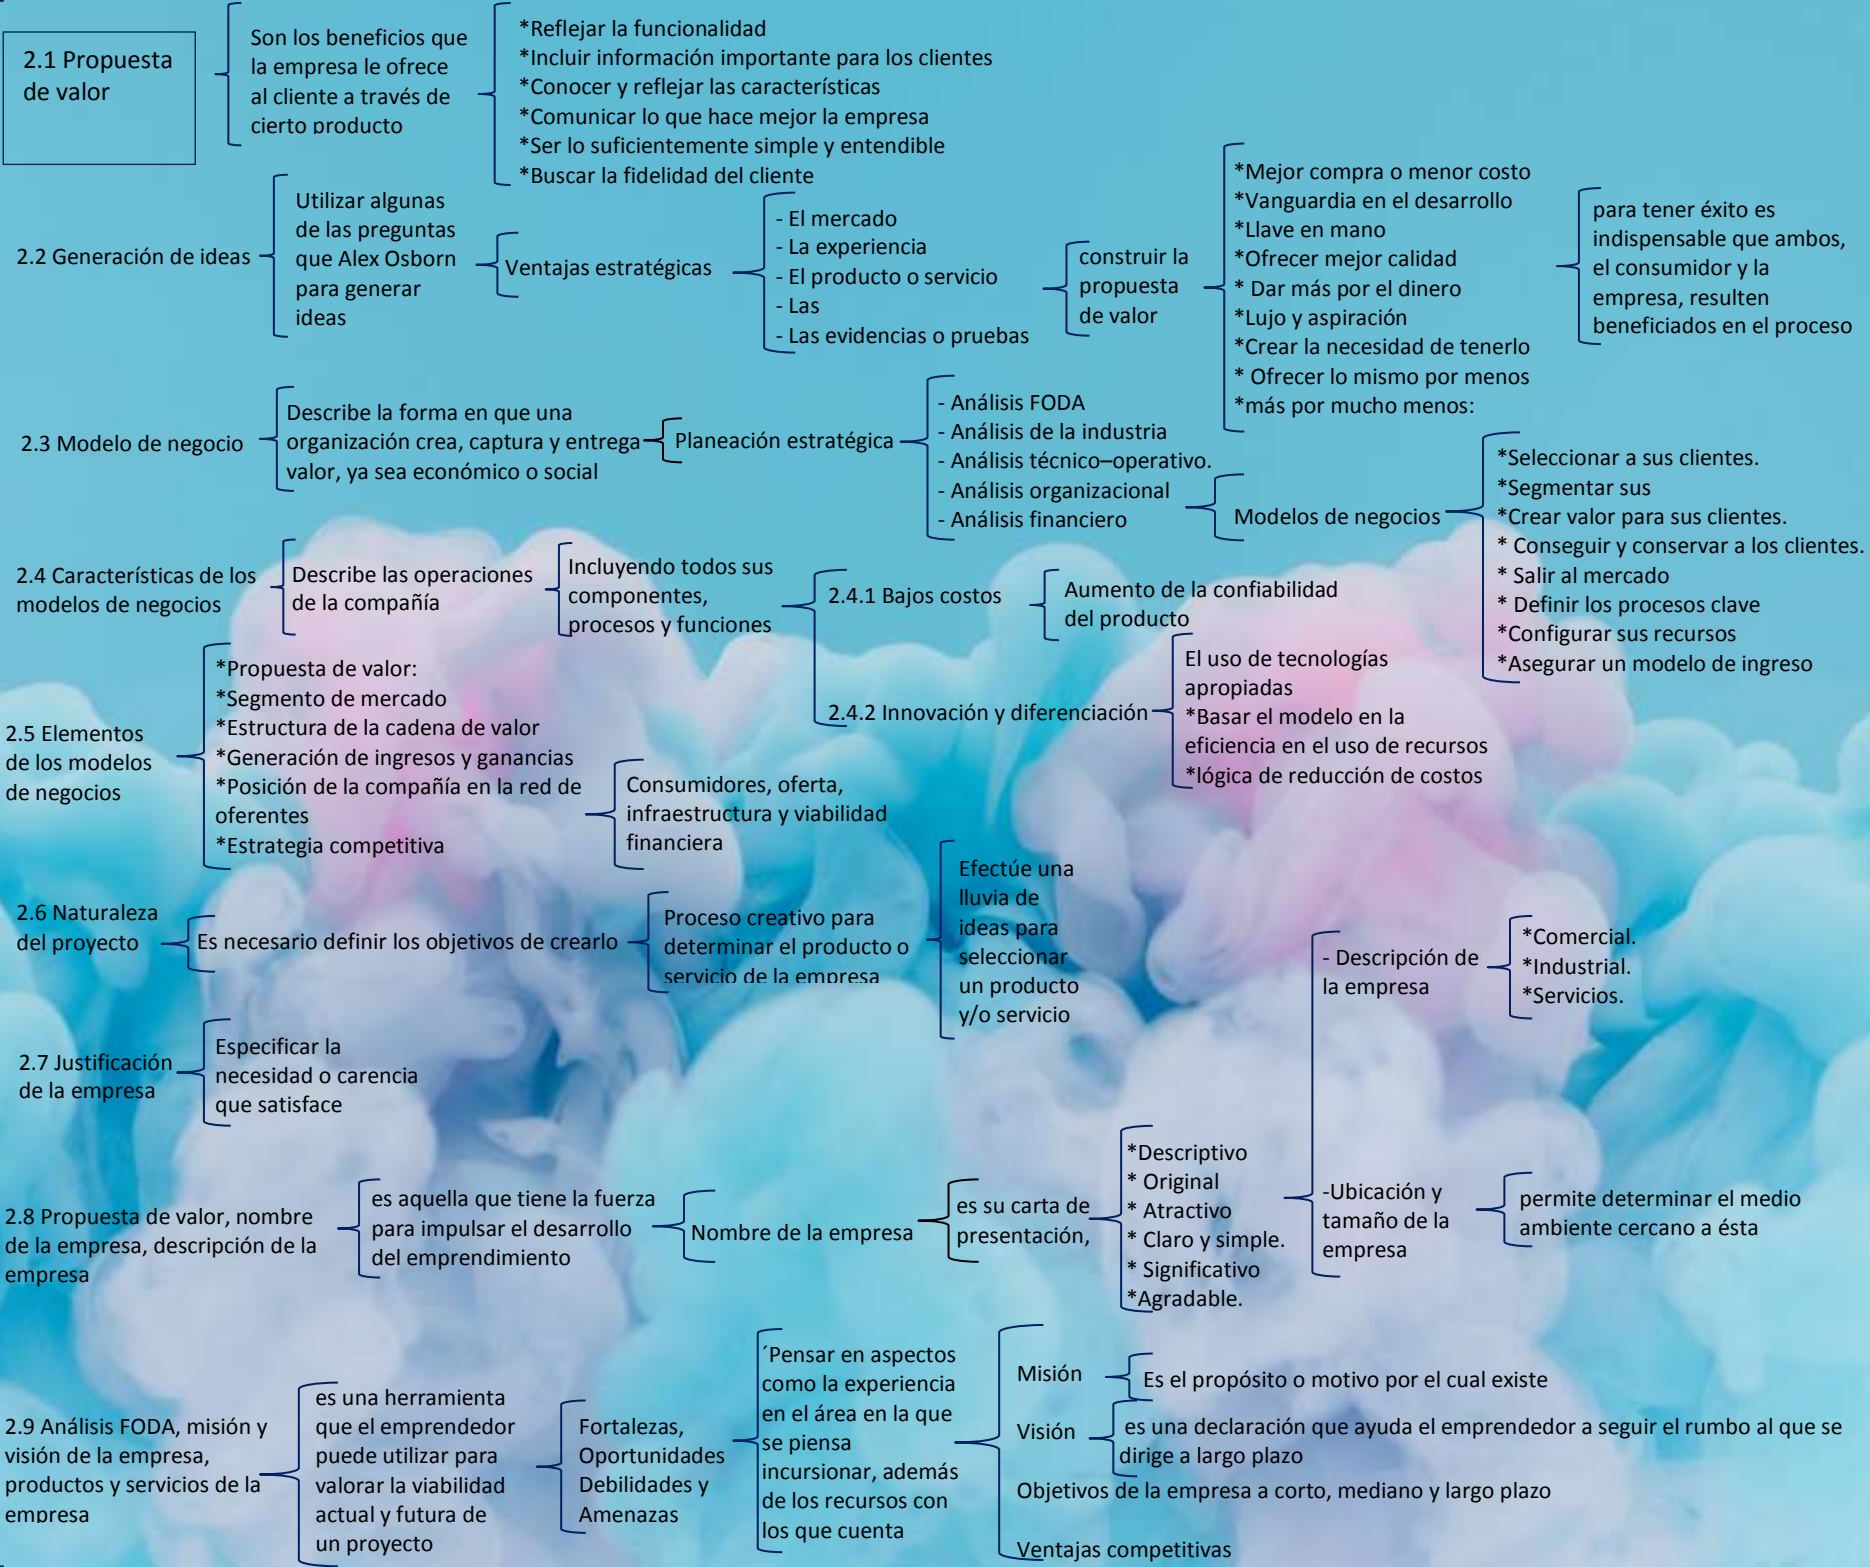 2.1 Propuesta
de valor
Son los beneficios que
la empresa le ofrece
al cliente a través de
cierto producto
*Reflejar la funcionalidad
*Incluir información importante para los clientes
*Conocer y reflejar las características
*Comunicar lo que hace mejor la empresa
*Ser lo suficientemente simple y entendible
*Buscar la fidelidad del cliente
2.2 Generación de ideas
Utilizar algunas
de las preguntas
que Alex Osborn
para generar
ideas
Ventajas estratégicas
- El mercado
- La experiencia
- El producto o servicio
- Las
- Las evidencias o pruebas
construir la
propuesta
de valor
*Mejor compra o menor costo
*Vanguardia en el desarrollo
*Llave en mano
*Ofrecer mejor calidad
* Dar más por el dinero
*Lujo y aspiración
*Crear la necesidad de tenerlo
* Ofrecer lo mismo por menos
*más por mucho menos:
para tener éxito es
indispensable que ambos,
el consumidor y la
empresa, resulten
beneficiados en el proceso
2.3 Modelo de negocio
Describe la forma en que una
organización crea, captura y entrega
valor, ya sea económico o social
Planeación estratégica
- Análisis FODA
- Análisis de la industria
- Análisis técnico–operativo.
- Análisis organizacional
- Análisis financiero
Modelos de negocios
*Seleccionar a sus clientes.
*Segmentar sus
*Crear valor para sus clientes.
* Conseguir y conservar a los clientes.
* Salir al mercado
* Definir los procesos clave
*Configurar sus recursos
*Asegurar un modelo de ingreso
2.4 Características de los
modelos de negocios
Describe las operaciones
de la compañía
Incluyendo todos sus
componentes,
procesos y funciones
2.4.1 Bajos costos
Aumento de la confiabilidad
del producto
2.4.2 Innovación y diferenciación
El uso de tecnologías
apropiadas
*Basar el modelo en la
eficiencia en el uso de recursos
*lógica de reducción de costos
2.5 Elementos
de los modelos
de negocios
*Propuesta de valor:
*Segmento de mercado
*Estructura de la cadena de valor
*Generación de ingresos y ganancias
*Posición de la compañía en la red de
oferentes
*Estrategia competitiva
Consumidores, oferta,
infraestructura y viabilidad
financiera
2.6 Naturaleza
del proyecto
Es necesario definir los objetivos de crearlo
Proceso creativo para
determinar el producto o
servicio de la empresa
Efectúe una
lluvia de
ideas para
seleccionar
un producto
y/o servicio
2.7 Justificación
de la empresa
Especificar la
necesidad o carencia
que satisface
2.8 Propuesta de valor, nombre
de la empresa, descripción de la
empresa
es aquella que tiene la fuerza
para impulsar el desarrollo
del emprendimiento
Nombre de la empresa
es su carta de
presentación,
*Descriptivo
* Original
* Atractivo
* Claro y simple.
* Significativo
*Agradable.
- Descripción de
la empresa
*Comercial.
*Industrial.
*Servicios.
-Ubicación y
tamaño de la
empresa
permite determinar el medio
ambiente cercano a ésta
2.9 Análisis FODA, misión y
visión de la empresa,
productos y servicios de la
empresa
es una herramienta
que el emprendedor
puede utilizar para
valorar la viabilidad
actual y futura de
un proyecto
Fortalezas,
Oportunidades
Debilidades y
Amenazas
´Pensar en aspectos
como la experiencia
en el área en la que
se piensa
incursionar, además
de los recursos con
los que cuenta
Misión
Es el propósito o motivo por el cual existe
Visión
es una declaración que ayuda el emprendedor a seguir el rumbo al que se
dirige a largo plazo
Objetivos de la empresa a corto, mediano y largo plazo
Ventajas competitivas